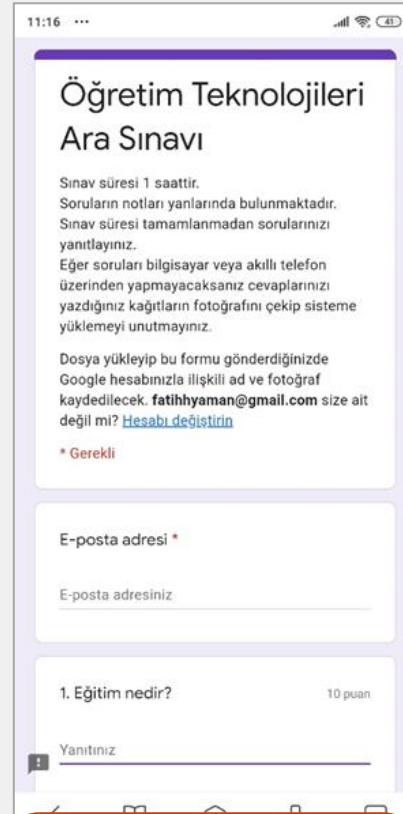 11:16 ... 41
Öğretim Teknolojileri
Ara Sınavı
Sınav süresi 1 saattir.
Soruların notları yanlarında bulunmaktadır.
Sınav süresi tamamlanmadan sorularınızı
yanıtlayınız.
Eğer soruları bilgisayar veya akıllı telefon
üzerinden yapmayacaksanız cevaplarınızı
yazdığınız kağıtların fotoğrafını çekip sisteme
yüklemeyi unutmayınız.
Dosya yükleyip bu formu gönderdiğinizde
Google hesabınızla ilişkili ad ve fotoğraf
kaydedilecek. fatihhyaman@gmail.com size ait
değil mi? Hesabı değiştirin
* Gerekli
E-posta adresi *
E-posta adresiniz
1. Eğitim nedir? 10 puan
Yanıtınız